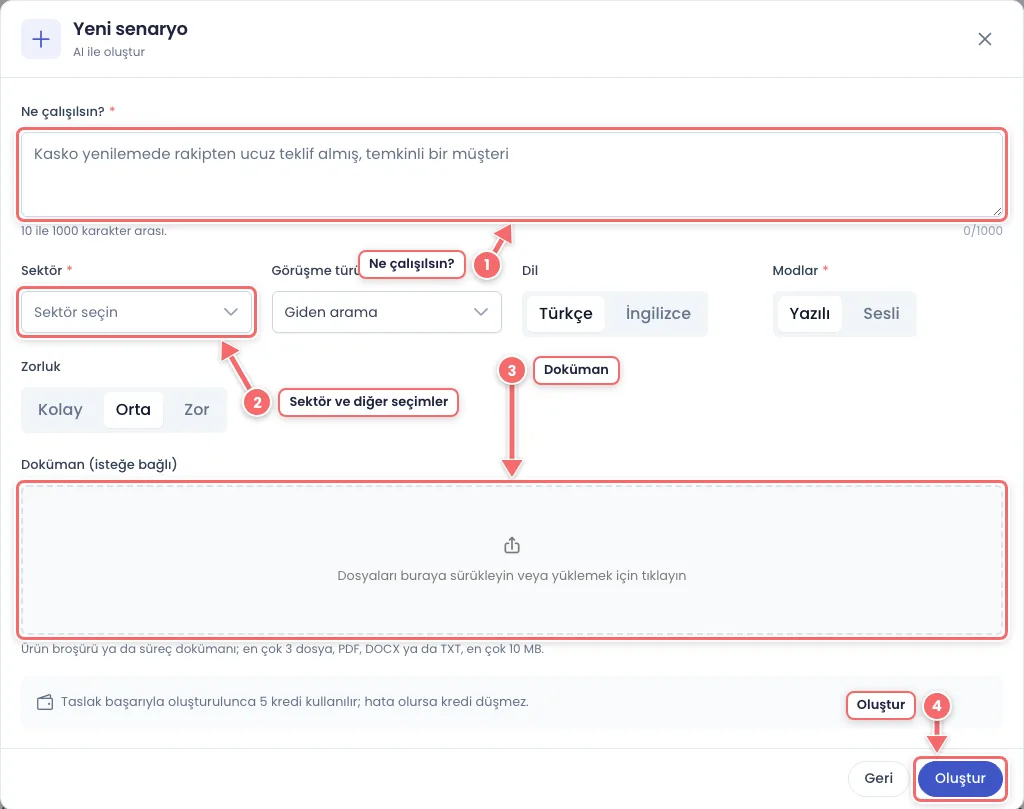 Yeni senaryo
AI ile oluştur
Ne çalışılsın? *
Kasko yenilemede rakipten ucuz teklif almış, temkinli bir müşteri
10 ile 1000 karakter arası.
0/1000
Ne çalışılsın?
1
Sektör *
Görüşme türü
Dil
Modlar *
Sektör seçin
Giden arama
Türkçe
İngilizce
Yazılı
Sesli
Zorluk
3
Doküman
Kolay
Orta
Zor
2
Sektör ve diğer seçimler
Doküman (isteğe bağlı)
Dosyaları buraya sürükleyin veya yüklemek için tıklayın
Ürün broşürü ya da süreç dokümanı; en çok 3 dosya, PDF, DOCX ya da TXT, en çok 10 MB.
Taslak başarıyla oluşturulunca 5 kredi kullanılır; hata olursa kredi düşmez.
Oluştur
4
Geri
Oluştur